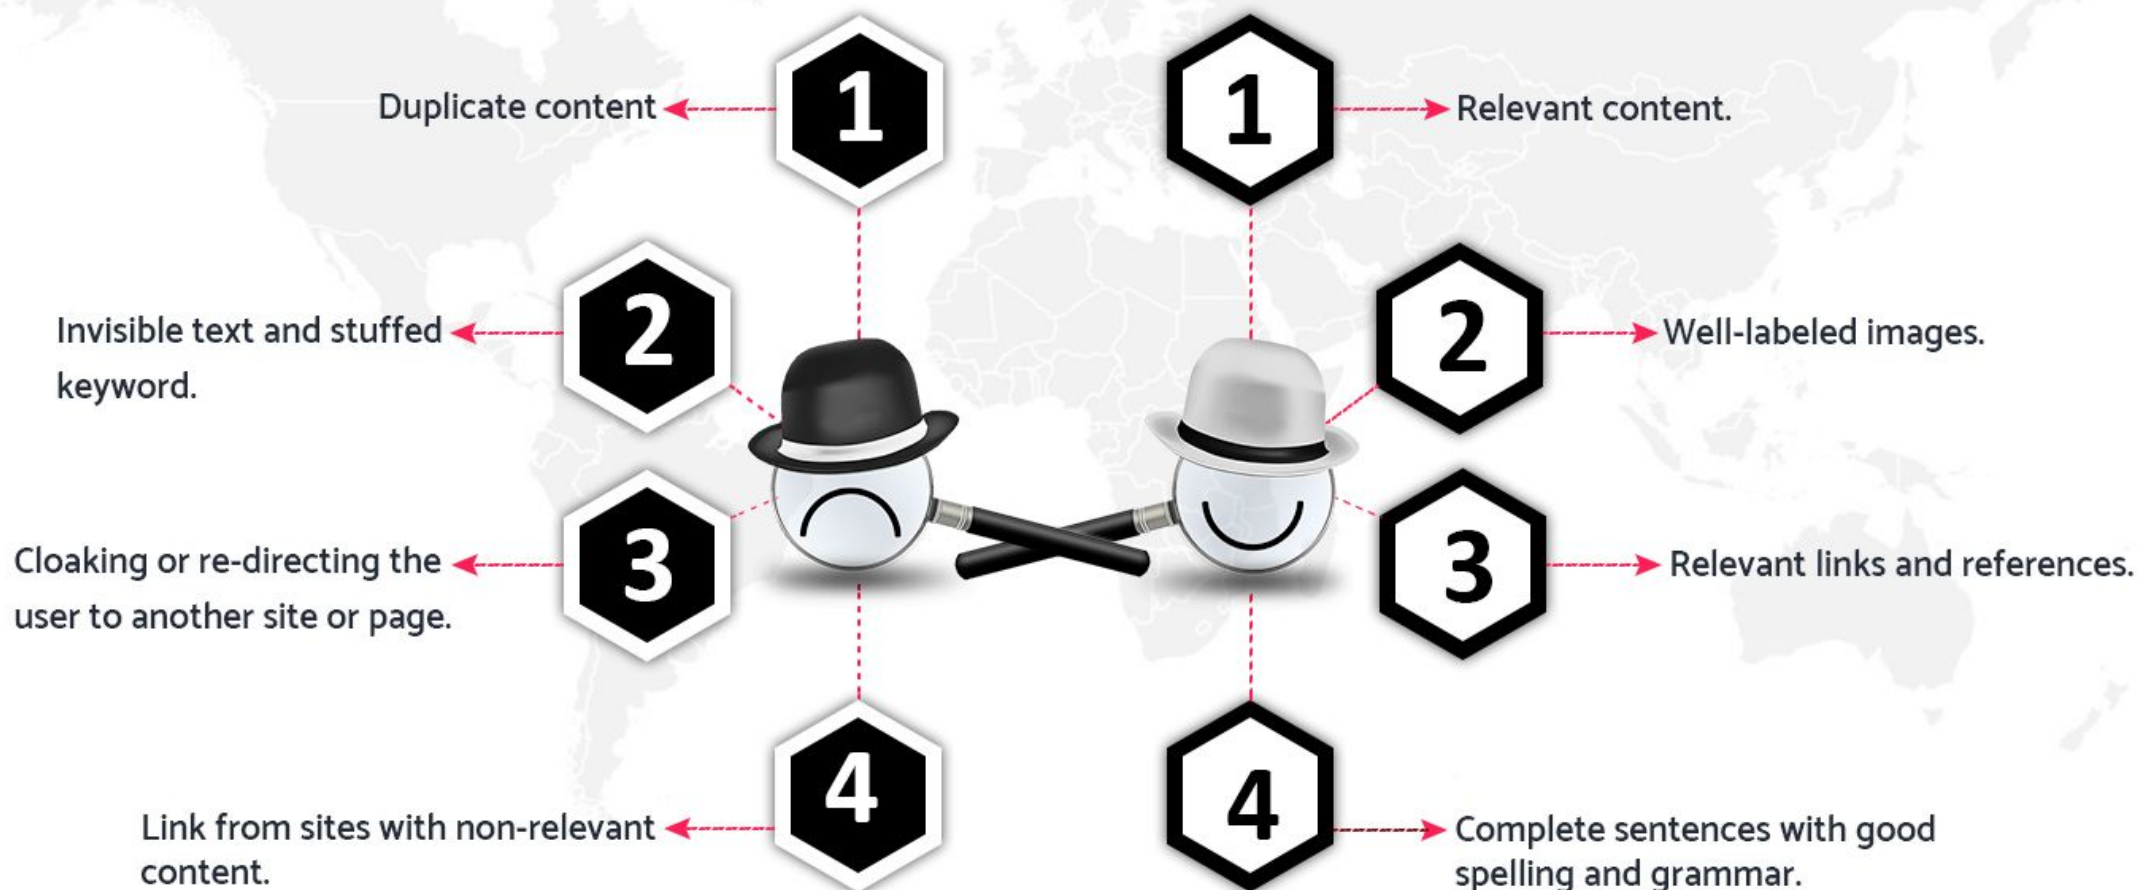 1
Duplicate content
2
Invisible text and stuffed
keyword.
3
Cloaking or re-directing the
user to another site or page.
4
Link from sites with non-relevant
content.
1
Relevant content.
2
Well-labeled images.
3
Relevant links and references.
4
Complete sentences with good
spelling and grammar.